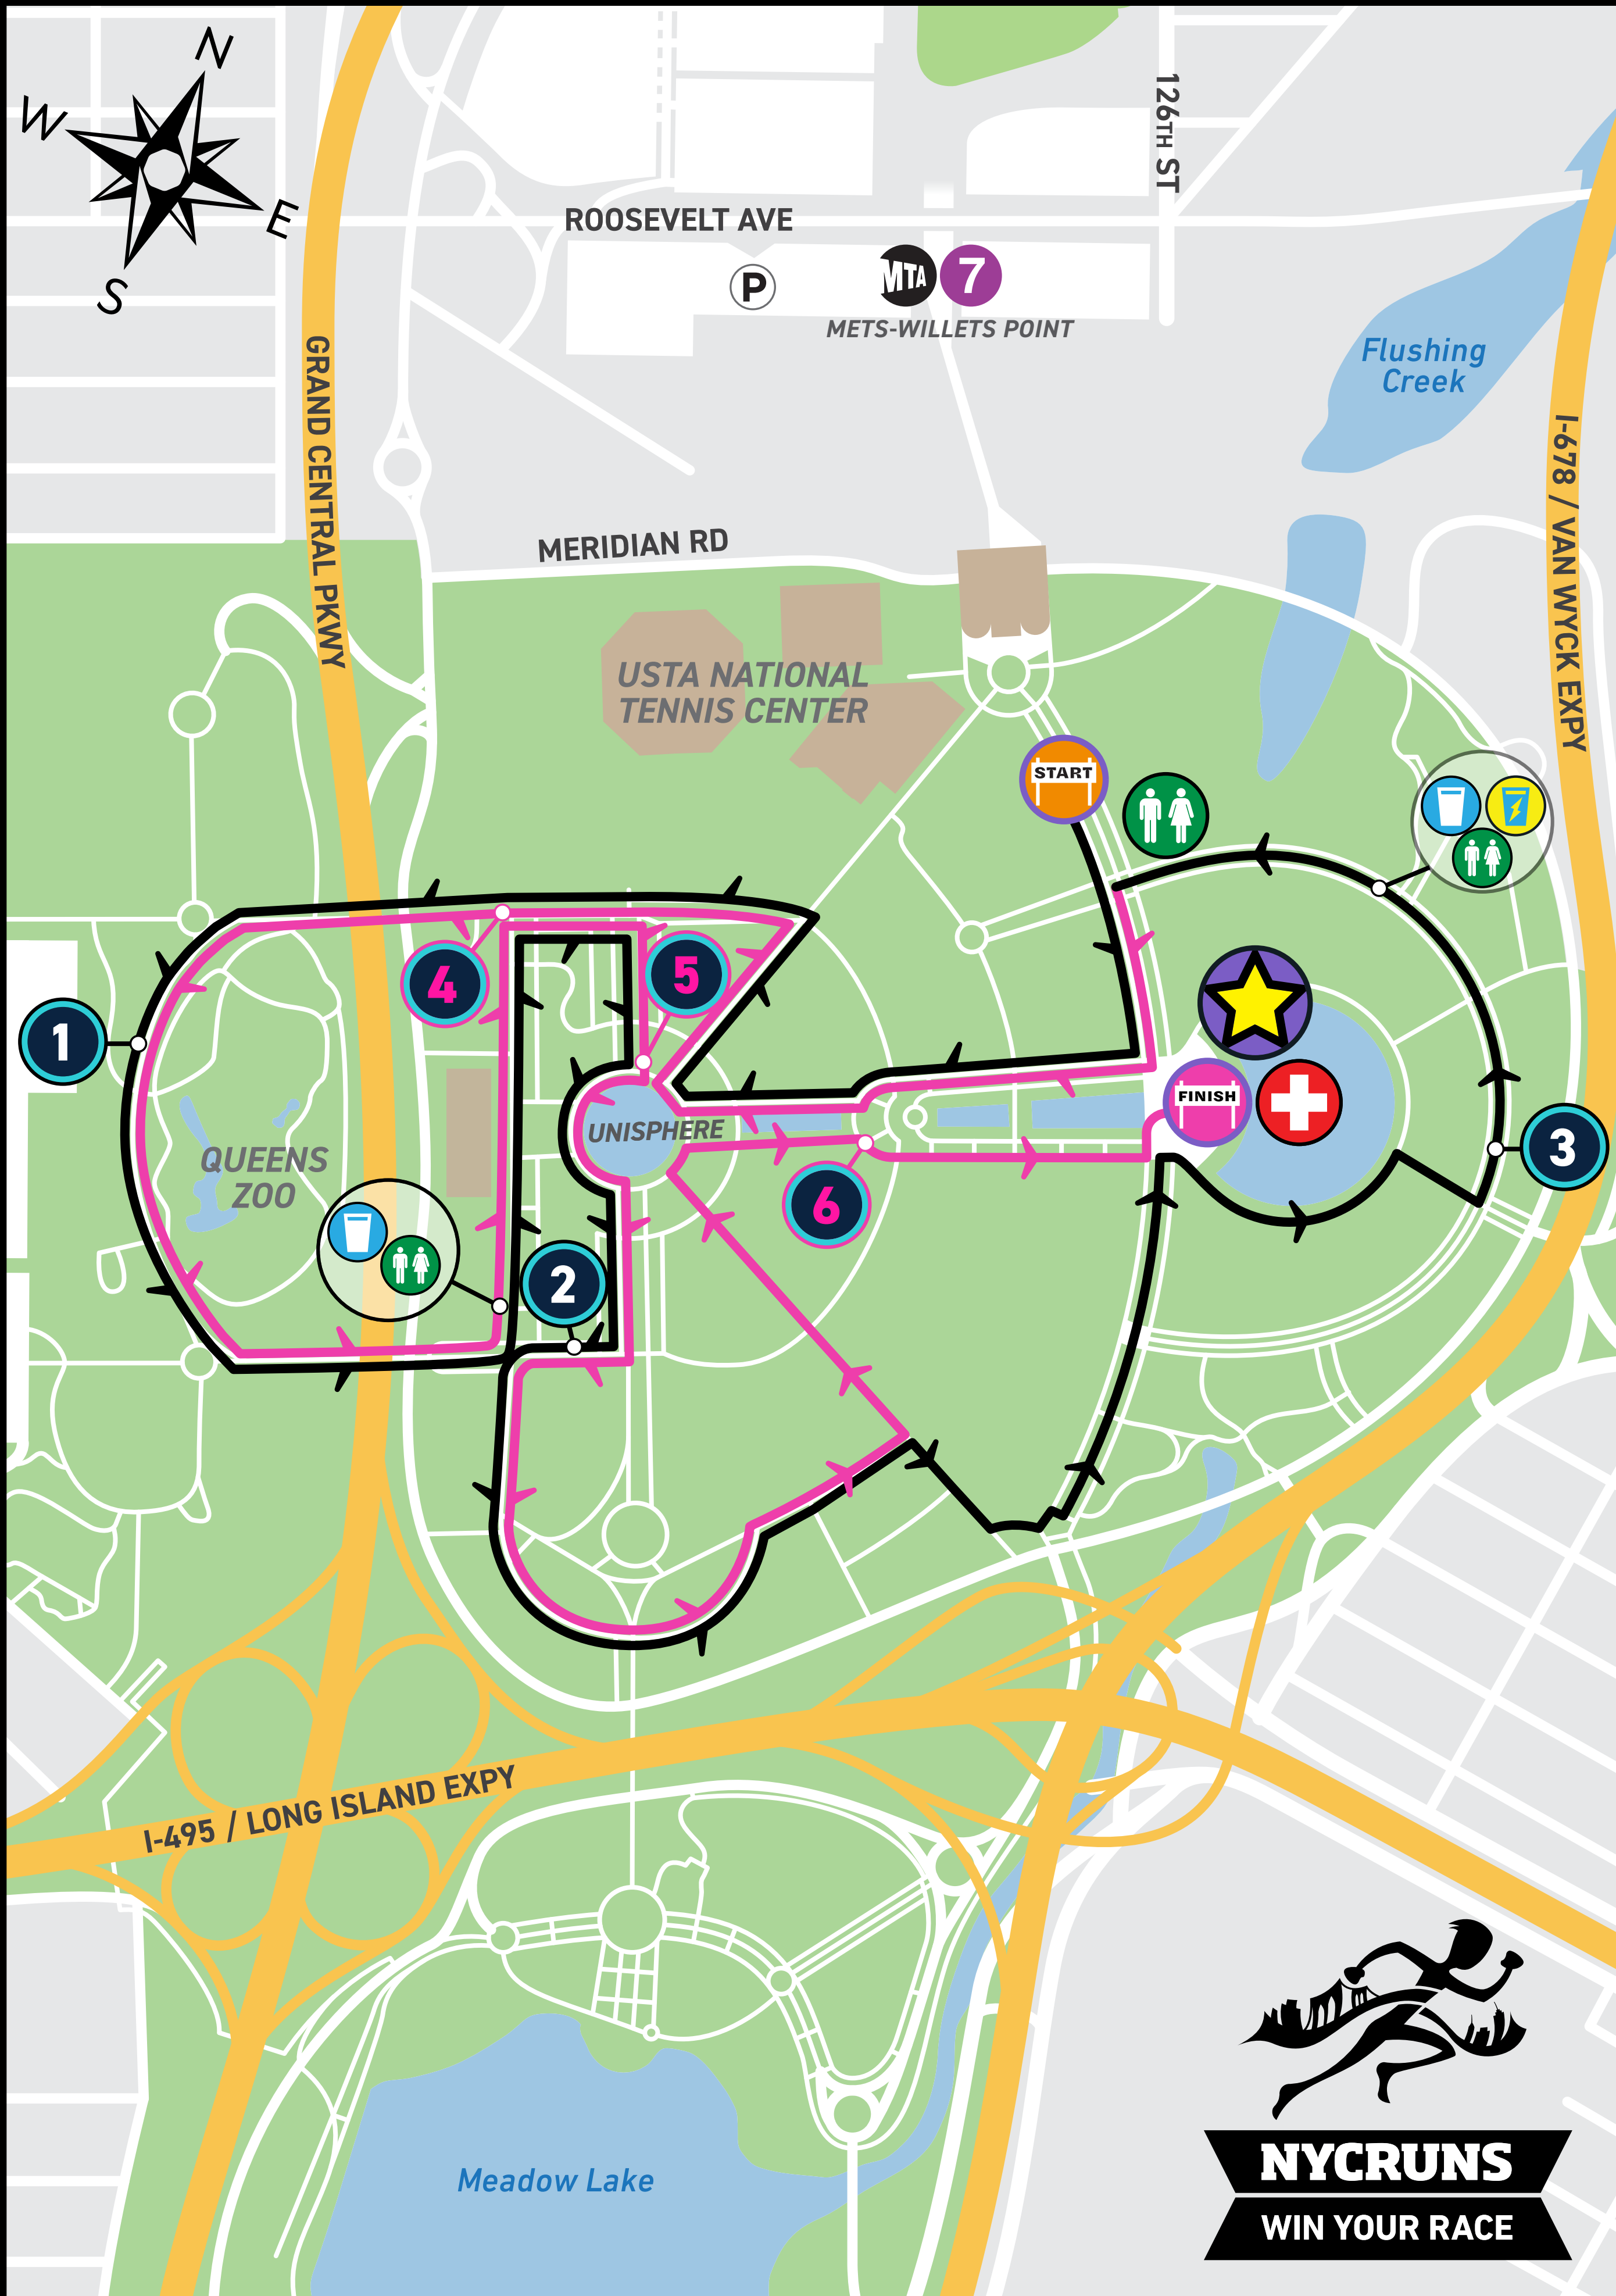 N
W
E
S
126TH ST
ROOSEVELT AVE
P
MTA
7
METS-WILLETS POINT
Flushing
Creek
GRAND CENTRAL PKWY
I-678 / VAN WYCK EXPY
MERIDIAN RD
USTA NATIONAL
TENNIS CENTER
START
4
5
1
FINISH
UNISPHERE
3
QUEENS
ZOO
6
2
I-495 / LONG ISLAND EXPY
Meadow Lake
NYCRUNS
WIN YOUR RACE